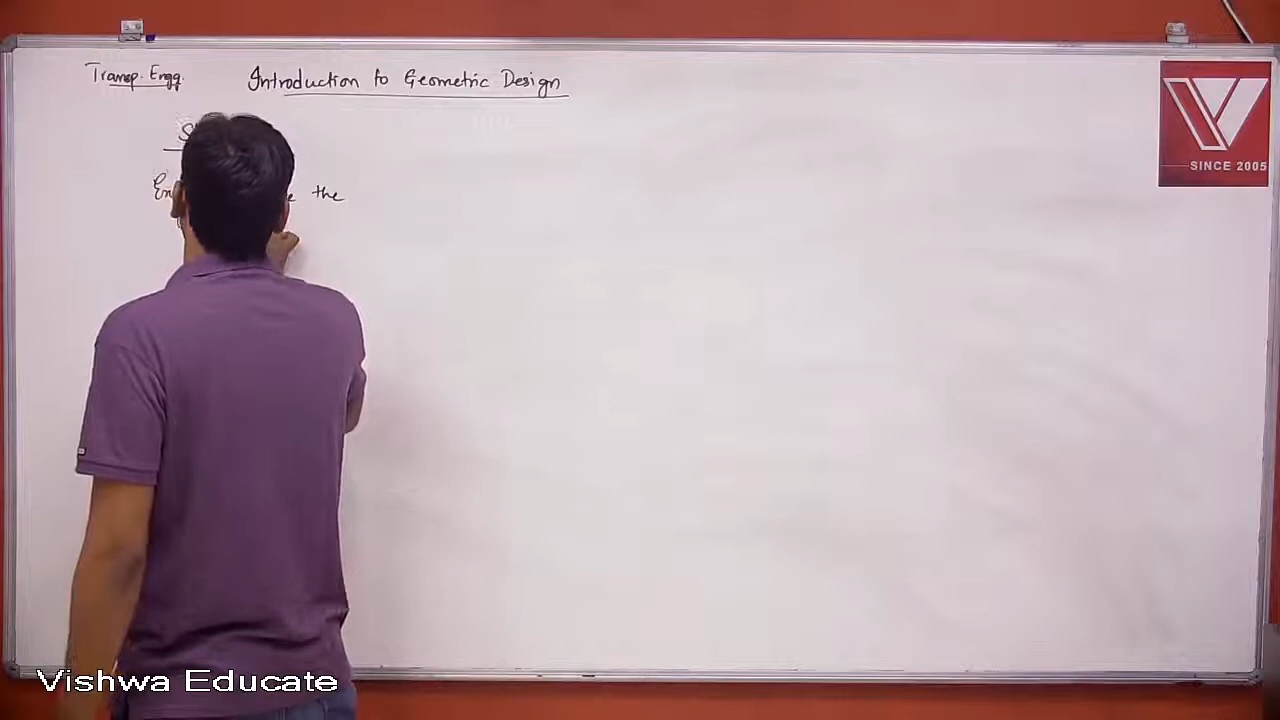 Transp. Engg.
Introduction to Geometric Design
the
SINCE 2005
Vishwa Educate